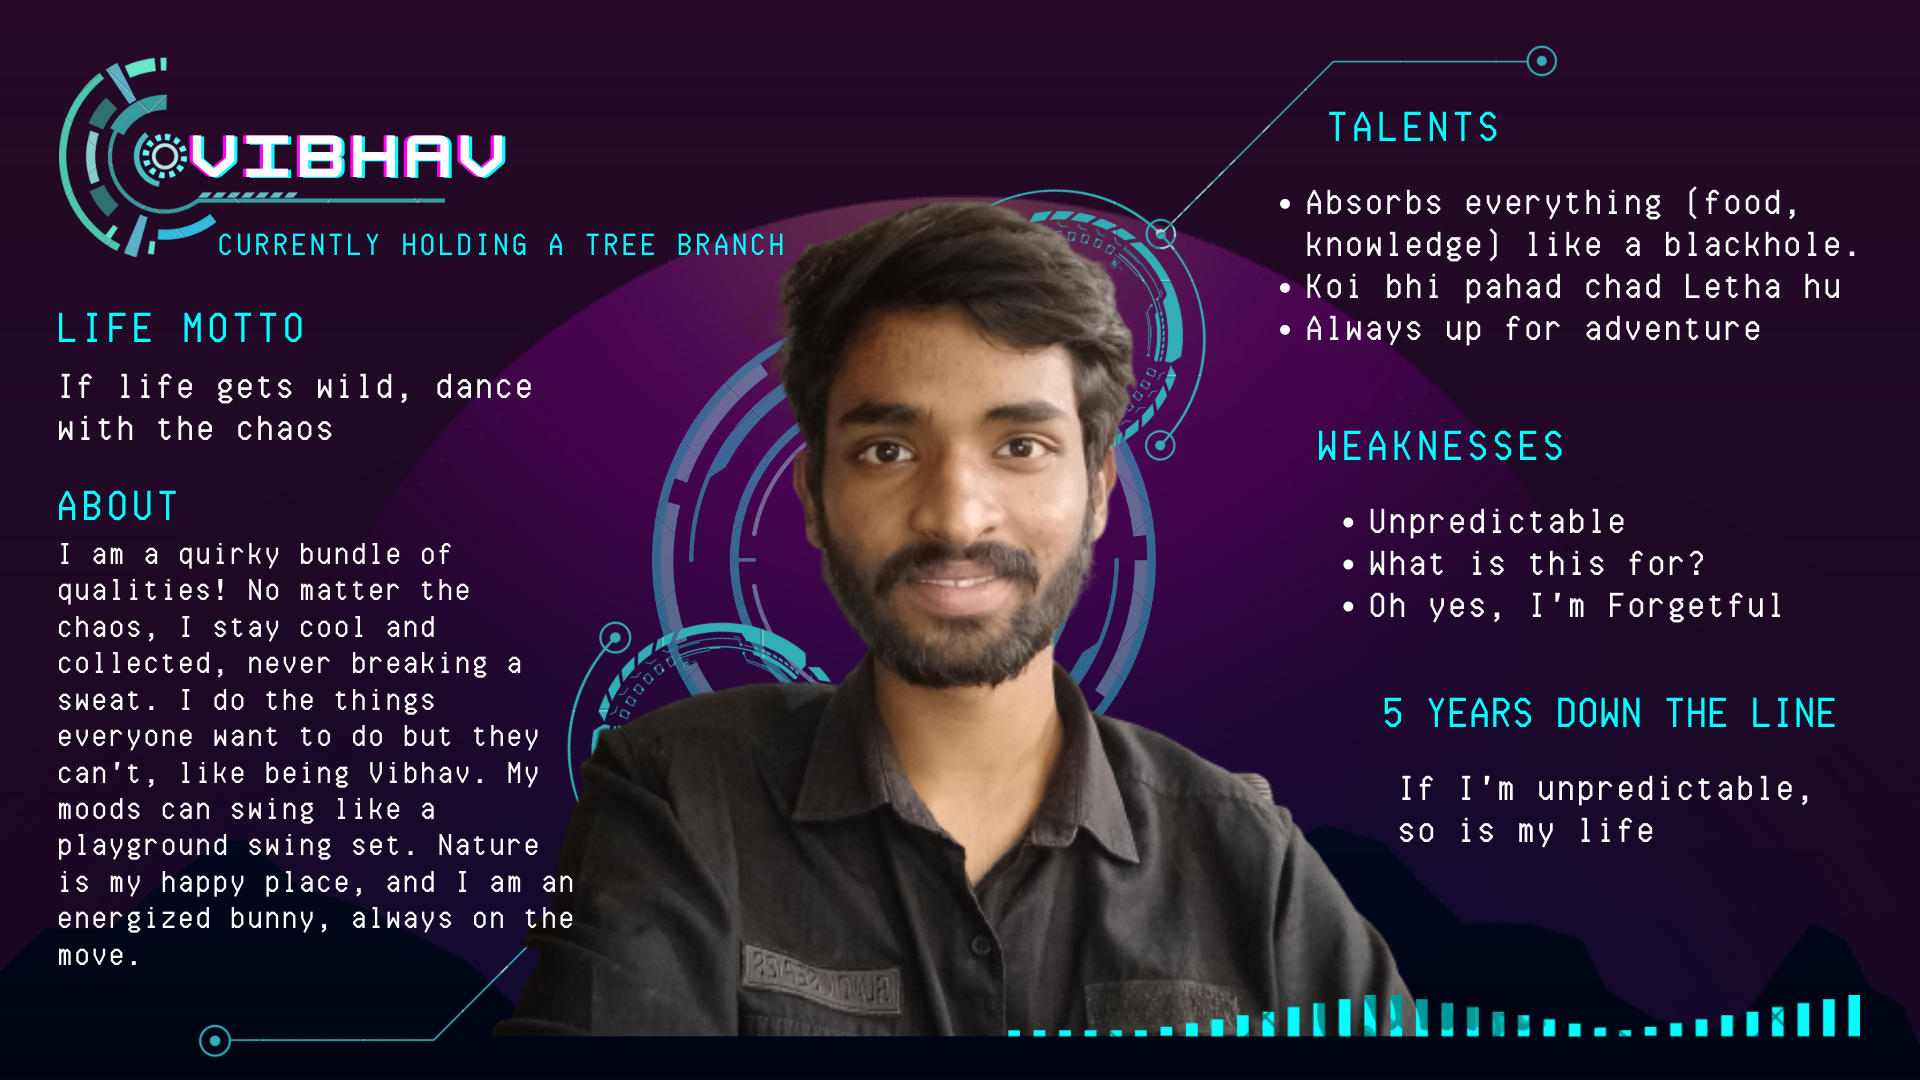 VIBHAV
CURRENTLY HOLDING A TREE BRANCH
LIFE MOTTO
If life gets wild, dance
with the chaos
ABOUT
I am a quirky bundle of
qualities! No matter the
chaos, I stay cool and
collected, never breaking a
sweat. I do the things
everyone want to do but they
can't, like being Vibhav. My
moods can swing like a
playground swing set. Nature
is my happy place, and I am an
energized bunny, always on the
move.
TALENTS
• Absorbs everything (food,
knowledge) like a blackhole.
• Koi bhi pahad chad Letha hu
• Always up for adventure
WEAKNESSES
• Unpredictable
• What is this for?
• Oh yes, I'm Forgetful
5 YEARS DOWN THE LINE
If I'm unpredictable,
so is my life